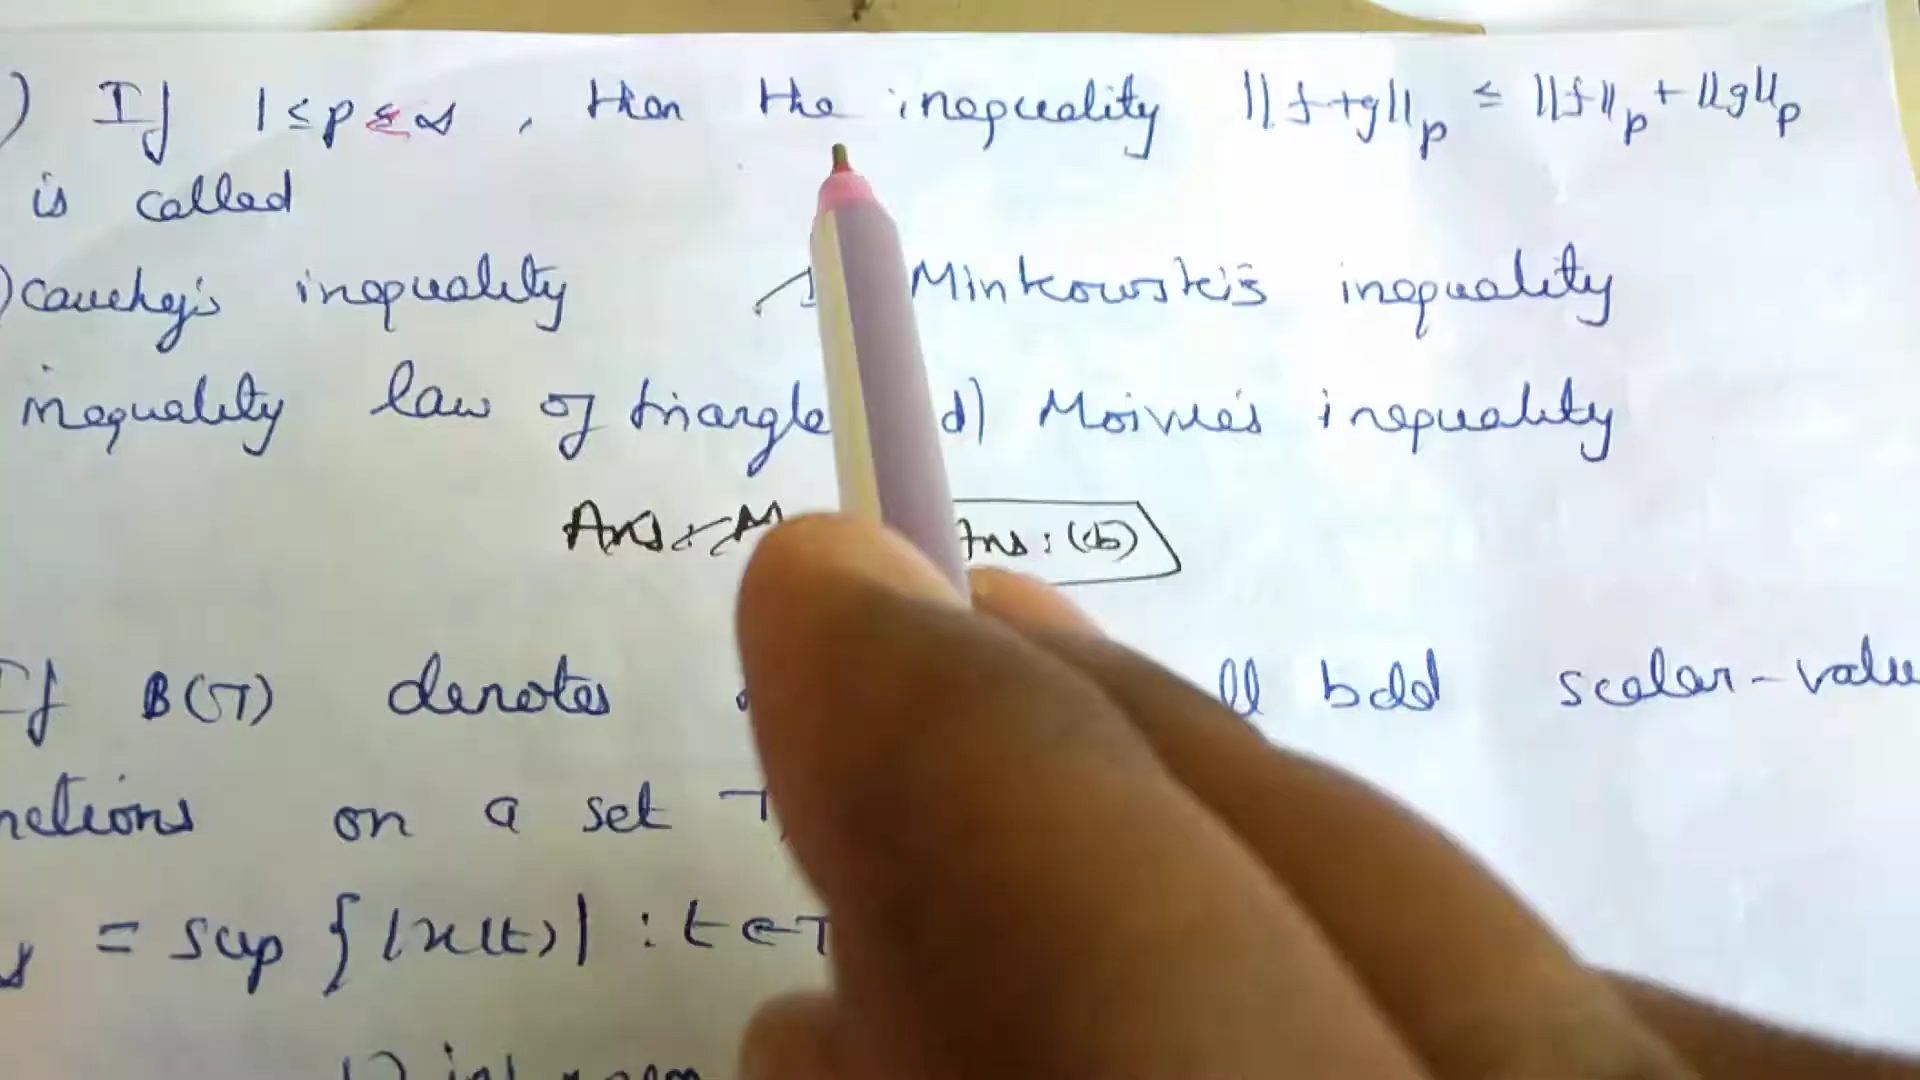 ) If 1 ≤ p ≤ ∝, then the inequality ||f+g||p ≤ ||f||p + ||g||p
is called
) Cauchy's inequality Minkowski's inequality
inequality law of triangle d) Moivre's inequality
Ans: (b)
If B(T) denotes bdd scalar-value
on a set T
= sup {|x(t)| : t ∈ T